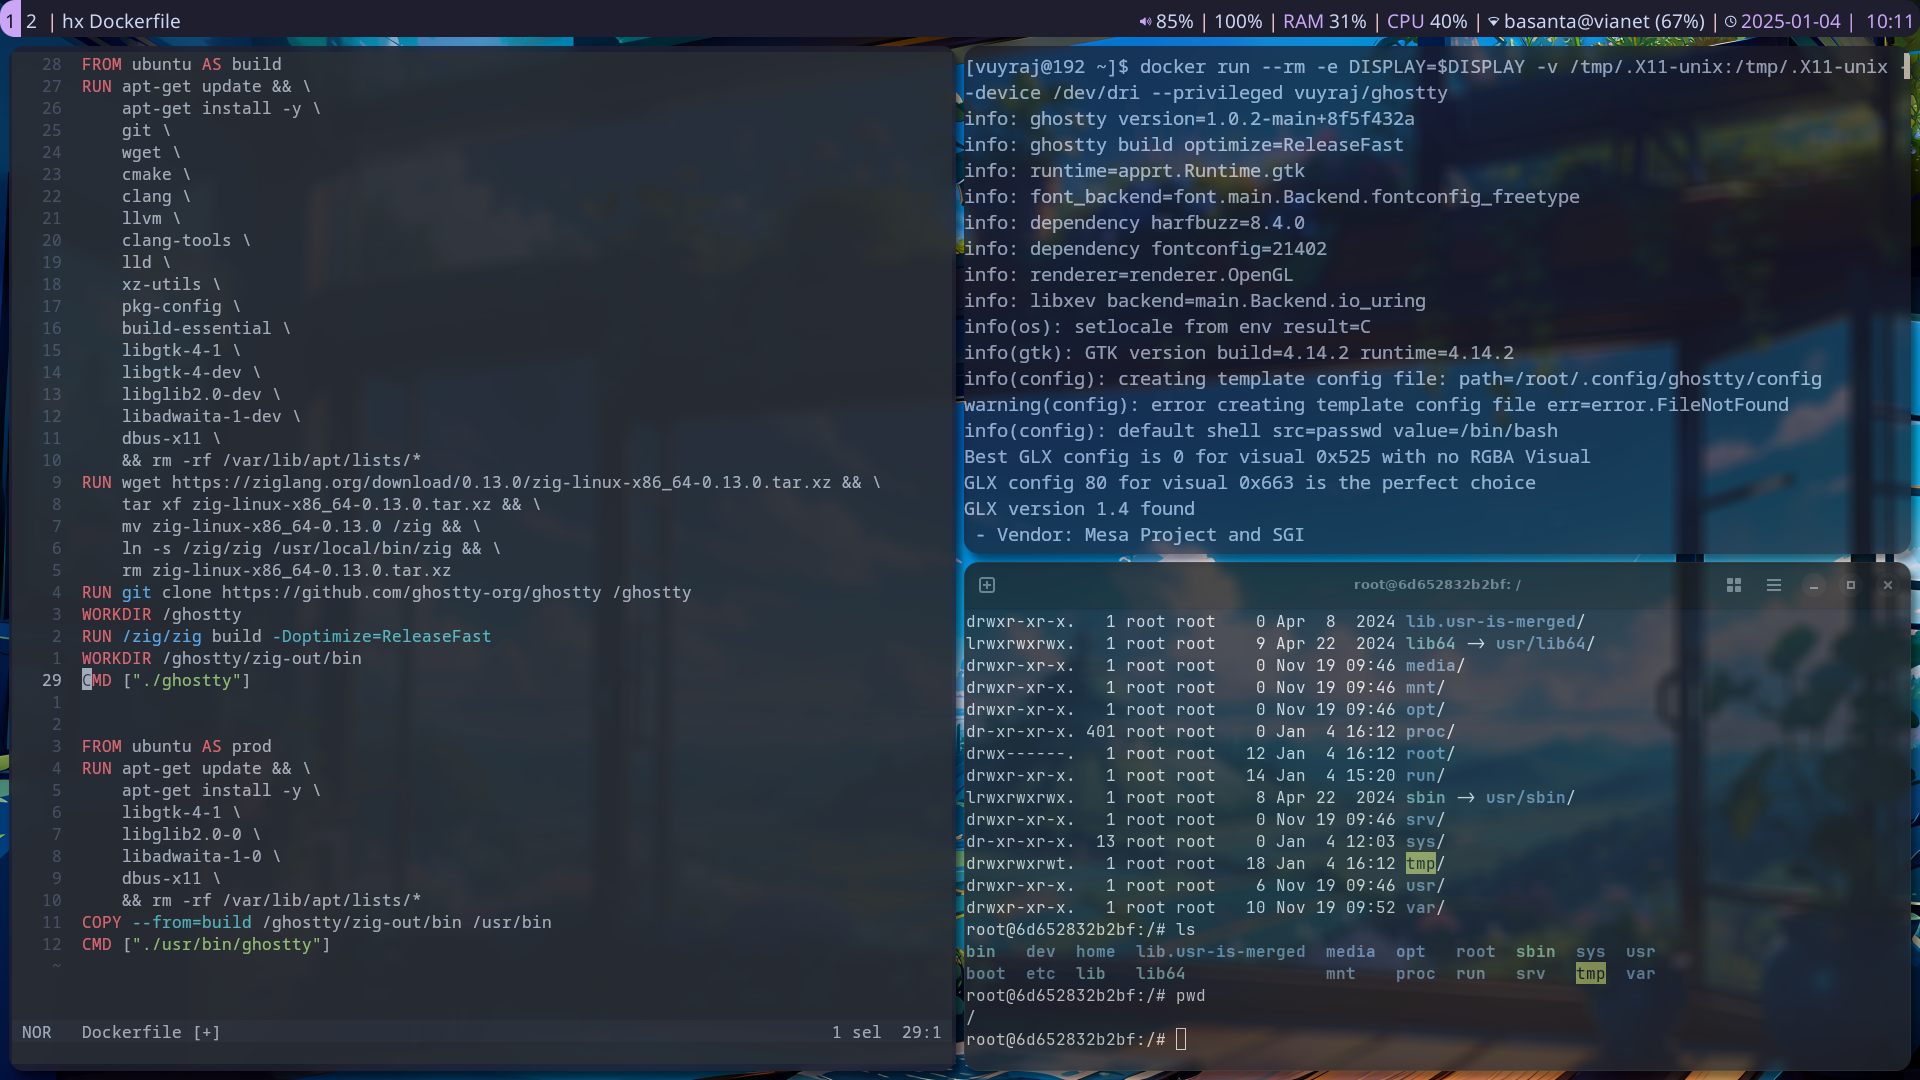 1 2 | hx Dockerfile
85% | 100% | RAM 31% | CPU 40% | basanta@vianet (67%) | 2025-01-04 | 10:11
28 FROM ubuntu AS build
27 RUN apt-get update && \
26 apt-get install -y \
25 git \
24 wget \
23 cmake \
22 clang \
21 llvm \
20 clang-tools \
19 lld \
18 xz-utils \
17 pkg-config \
16 build-essential \
15 libgtk-4-1 \
14 libgtk-4-dev \
13 libglib2.0-dev \
12 libadwaita-1-dev \
11 dbus-x11 \
10 && rm -rf /var/lib/apt/lists/*
9 RUN wget https://ziglang.org/download/0.13.0/zig-linux-x86_64-0.13.0.tar.xz && \
8 tar xf zig-linux-x86_64-0.13.0.tar.xz && \
7 mv zig-linux-x86_64-0.13.0 /zig && \
6 ln -s /zig/zig /usr/local/bin/zig && \
5 rm zig-linux-x86_64-0.13.0.tar.xz
4 RUN git clone https://github.com/ghostty-org/ghostty /ghostty
3 WORKDIR /ghostty
2 RUN /zig/zig build -Doptimize=ReleaseFast
1 WORKDIR /ghostty/zig-out/bin
29 CMD ["./ghostty"]
1
2
3 FROM ubuntu AS prod
4 RUN apt-get update && \
5 apt-get install -y \
6 libgtk-4-1 \
7 libglib2.0-0 \
8 libadwaita-1-0 \
9 dbus-x11 \
10 && rm -rf /var/lib/apt/lists/*
11 COPY --from=build /ghostty/zig-out/bin /usr/bin
12 CMD ["./usr/bin/ghostty"]
~
NOR Dockerfile [+] 1 sel 29:1
[vuyraj@192 ~]$ docker run --rm -e DISPLAY=$DISPLAY -v /tmp/.X11-unix:/tmp/.X11-unix -
-device /dev/dri --privileged vuyraj/ghostty
info: ghostty version=1.0.2-main+8f5f432a
info: ghostty build optimize=ReleaseFast
info: runtime=apprt.Runtime.gtk
info: font_backend=font.main.Backend.fontconfig_freetype
info: dependency harfbuzz=8.4.0
info: dependency fontconfig=21402
info: renderer=renderer.OpenGL
info: libxev backend=main.Backend.io_uring
info(os): setlocale from env result=C
info(gtk): GTK version build=4.14.2 runtime=4.14.2
info(config): creating template config file: path=/root/.config/ghostty/config
warning(config): error creating template config file err=error.FileNotFound
info(config): default shell src=passwd value=/bin/bash
Best GLX config is 0 for visual 0x525 with no RGBA Visual
GLX config 80 for visual 0x663 is the perfect choice
GLX version 1.4 found
- Vendor: Mesa Project and SGI
root@6d652832b2bf: /
drwxr-xr-x. 1 root root 0 Apr 8 2024 lib.usr-is-merged/
lrwxrwxrwx. 1 root root 9 Apr 22 2024 lib64 -> usr/lib64/
drwxr-xr-x. 1 root root 0 Nov 19 09:46 media/
drwxr-xr-x. 1 root root 0 Nov 19 09:46 mnt/
drwxr-xr-x. 1 root root 0 Nov 19 09:46 opt/
dr-xr-xr-x. 401 root root 0 Jan 4 16:12 proc/
drwx------. 1 root root 12 Jan 4 16:12 root/
drwxr-xr-x. 1 root root 14 Jan 4 15:20 run/
lrwxrwxrwx. 1 root root 8 Apr 22 2024 sbin -> usr/sbin/
drwxr-xr-x. 1 root root 0 Nov 19 09:46 srv/
dr-xr-xr-x. 13 root root 0 Jan 4 12:03 sys/
drwxrwxrwt. 1 root root 18 Jan 4 16:12 tmp/
drwxr-xr-x. 1 root root 6 Nov 19 09:46 usr/
drwxr-xr-x. 1 root root 10 Nov 19 09:52 var/
root@6d652832b2bf:/# ls
bin dev home lib.usr-is-merged media opt root sbin sys usr
boot etc lib lib64 mnt proc run srv tmp var
root@6d652832b2bf:/# pwd
/
root@6d652832b2bf:/#